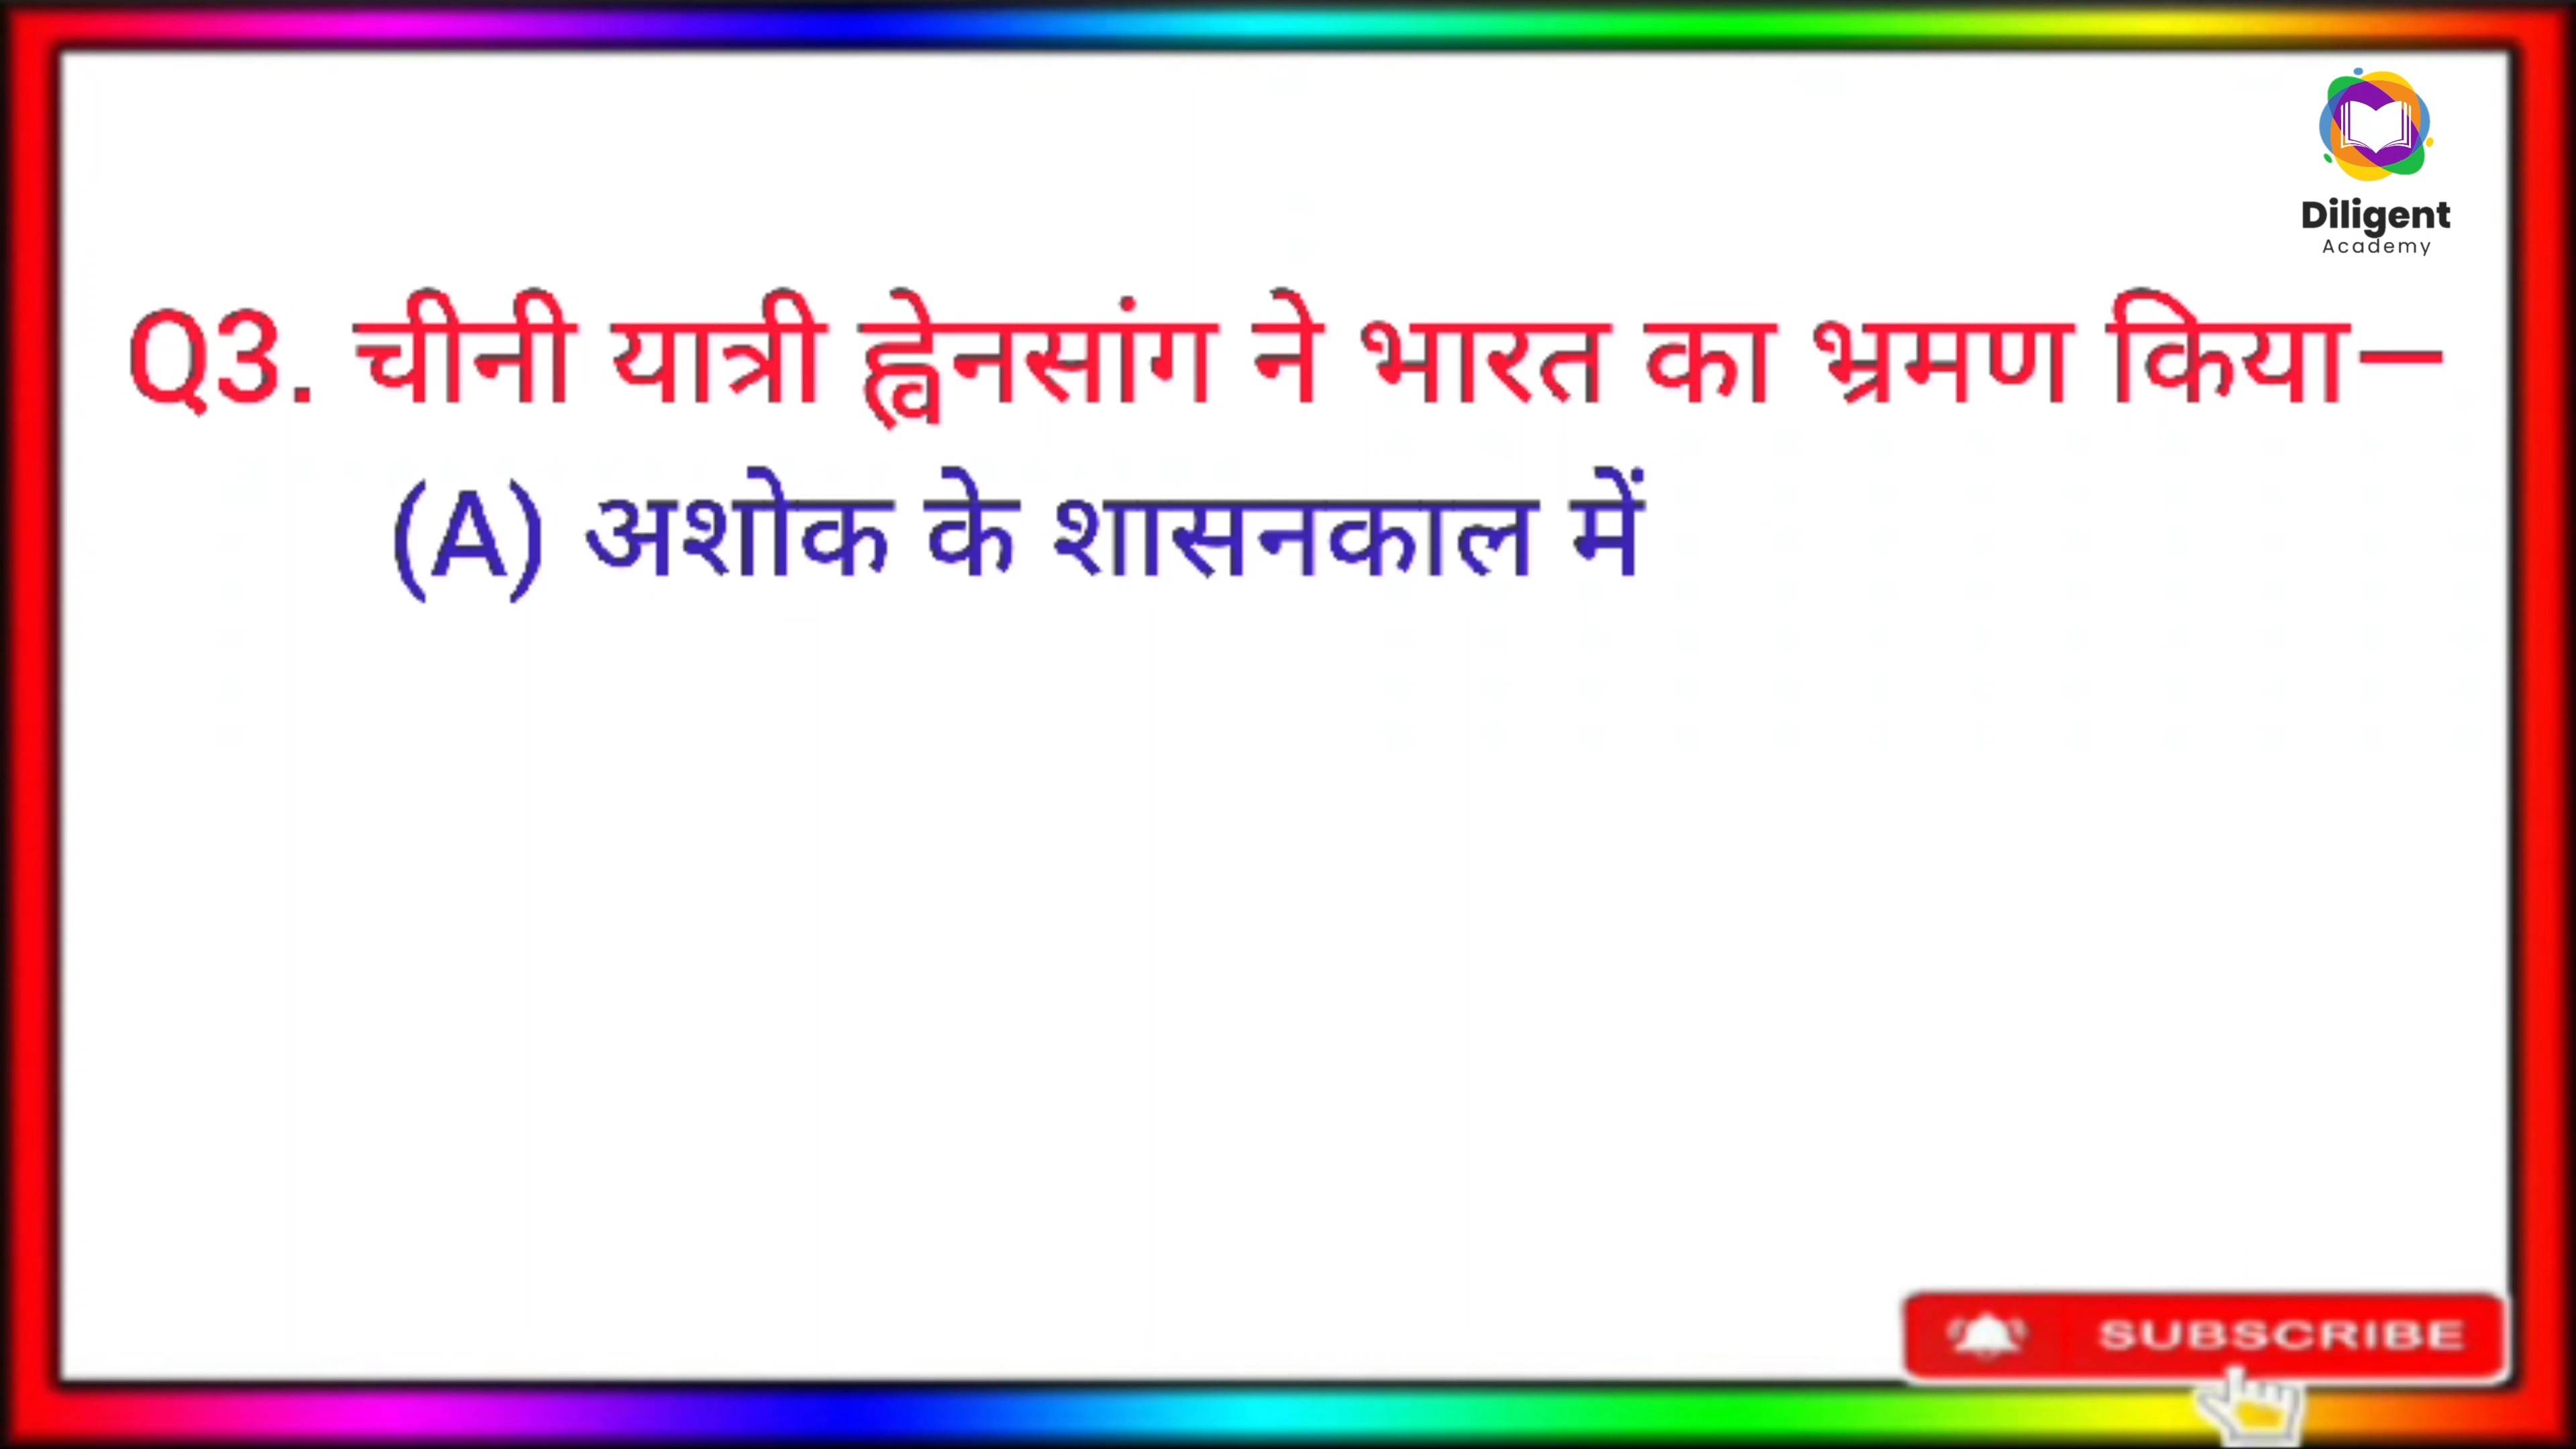 Diligent
Academy
Q3. चीनी यात्री ह्वेनसांग ने भारत का भ्रमण किया–
(A) अशोक के शासनकाल में
SUBSCRIBE